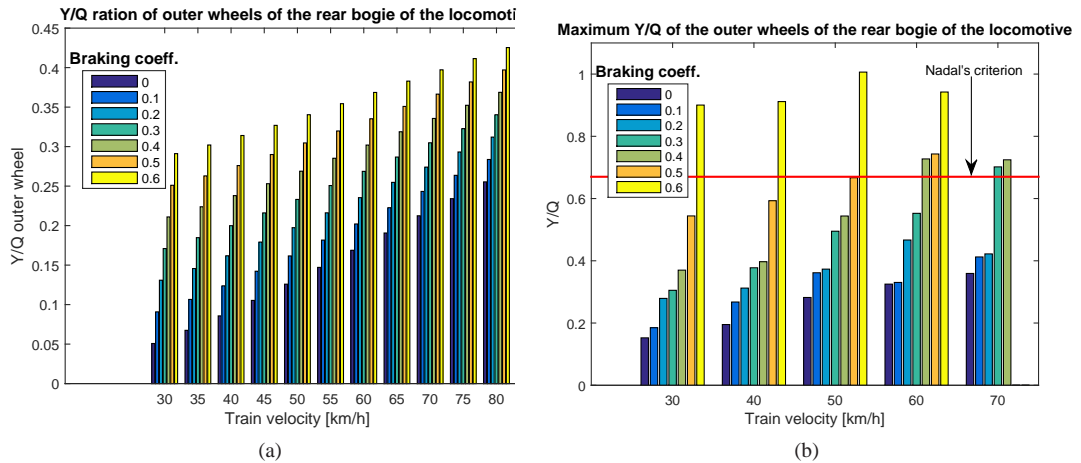 Y/Q ration of outer wheels of the rear bogie of the locomoti
0.45
0.4
0.35
0.3
0.25
0.2
0.15
0.1
0.05
0
Y/Q outer wheel
Braking coeff.
0
0.1
0.2
0.3
0.4
0.5
0.6
30 35 40 45 50 55 60 65 70 75 80
Train velocity [km/h]
(a)
Maximum Y/Q of the outer wheels of the rear bogie of the locomotive
1
0.8
0.6
0.4
0.2
0
Y/Q
Braking coeff.
0
0.1
0.2
0.3
0.4
0.5
0.6
Nadal's criterion
30 40 50 60 70
Train velocity [km/h]
(b)